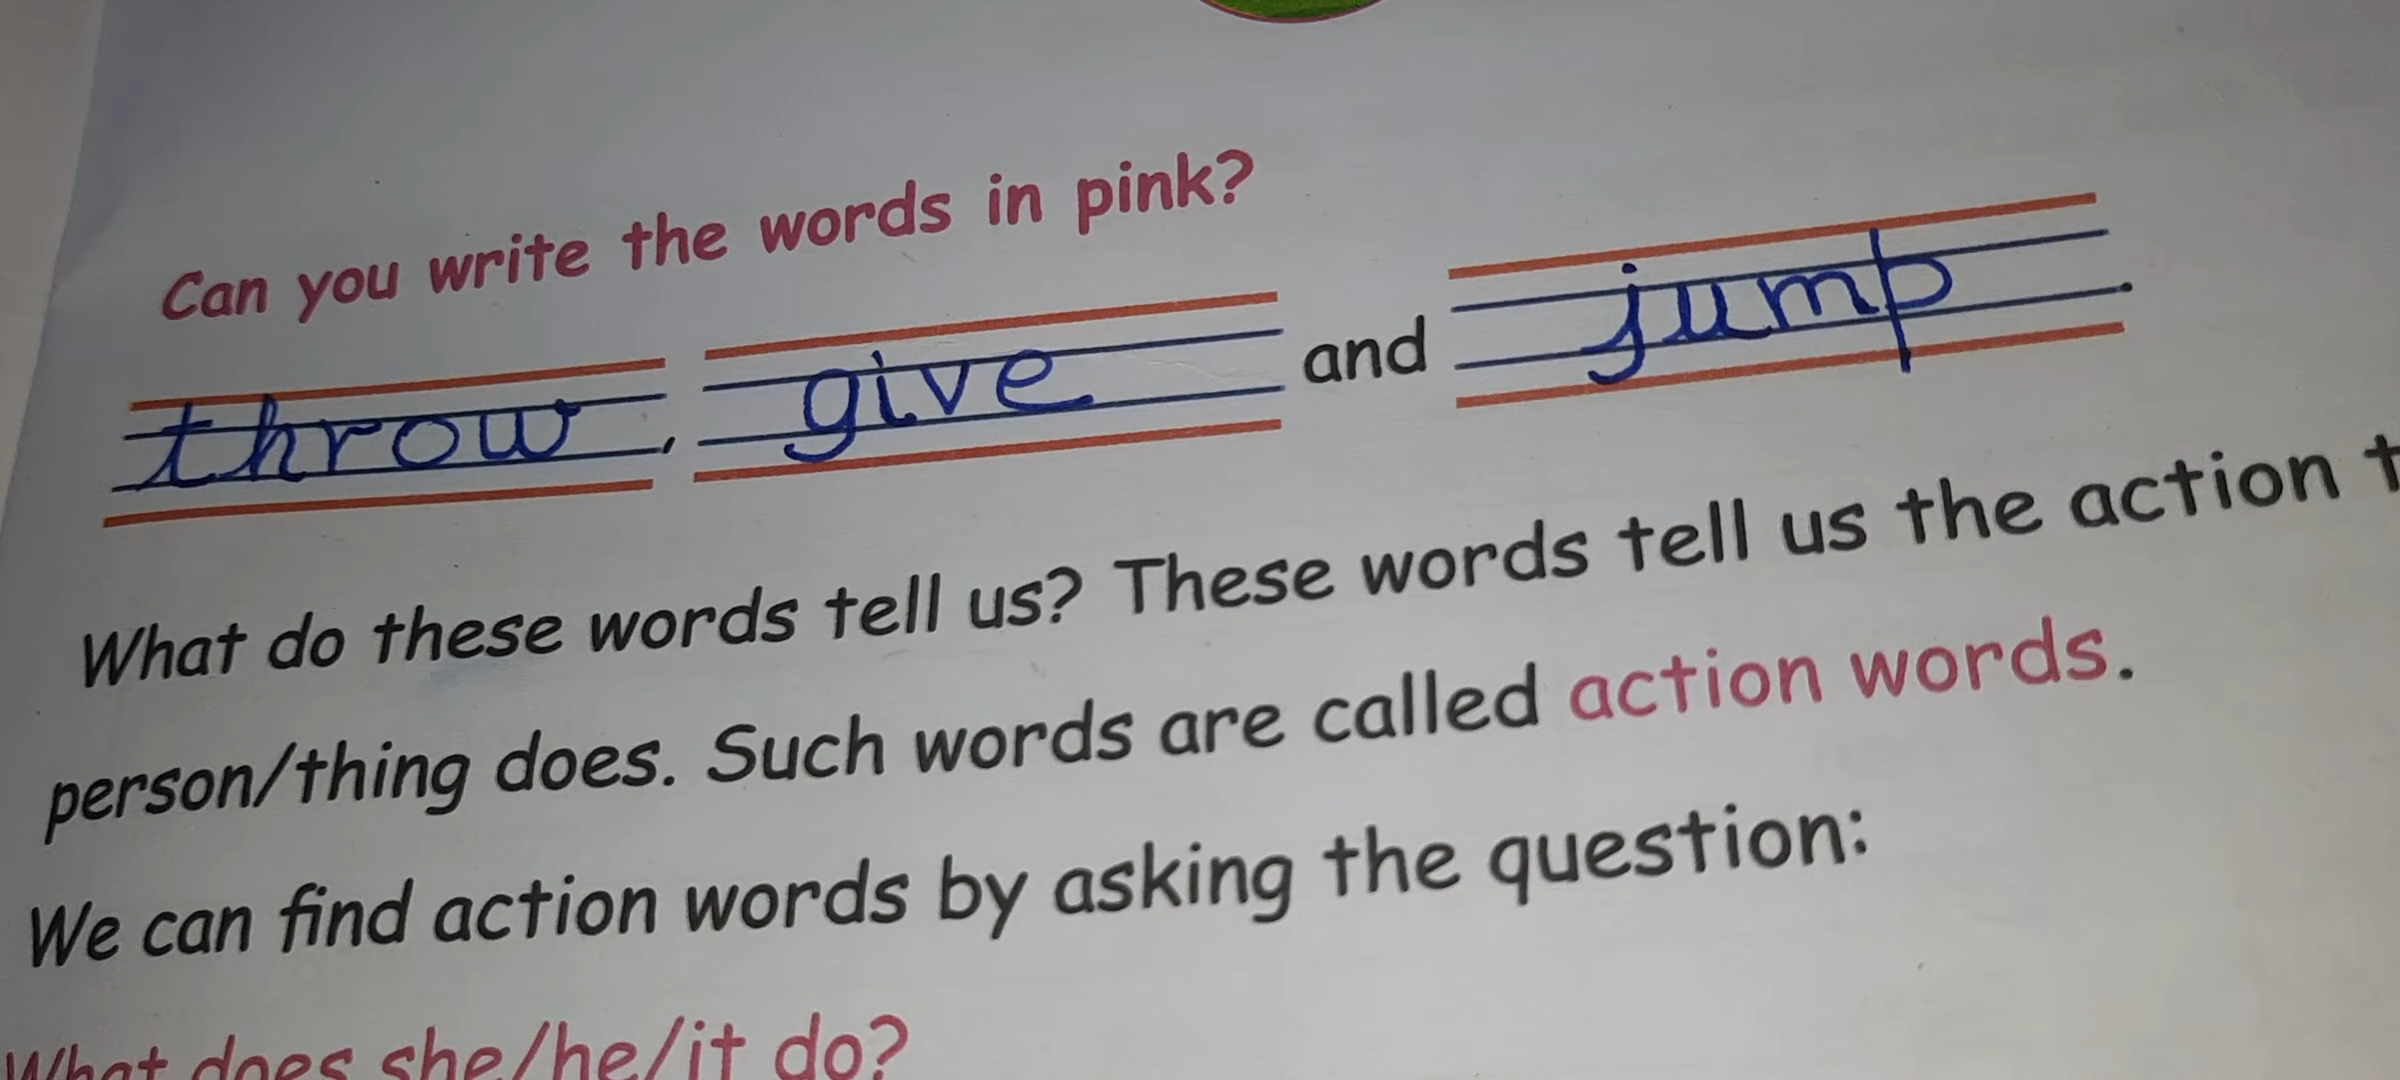 Can you write the words in pink?
throw, give and jump.
What do these words tell us? These words tell us the action
person/thing does. Such words are called action words.
We can find action words by asking the question:
What does she/he/it do?